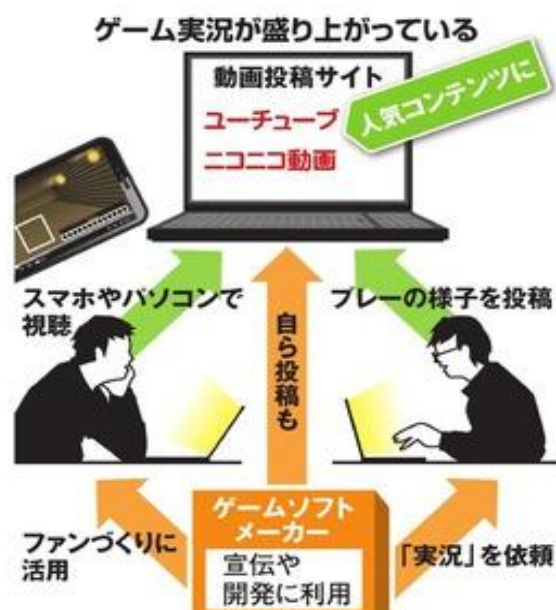 ゲーム実況が盛り上がっている
動画投稿サイト
ユーチューブ
ニコニコ動画
人気コンテンツに
スマホやパソコンで
視聴
プレーの様子を投稿
自ら投稿も
ゲームソフト
メーカー
宣伝や
開発に利用
ファンづくりに
活用
「実況」を依頼